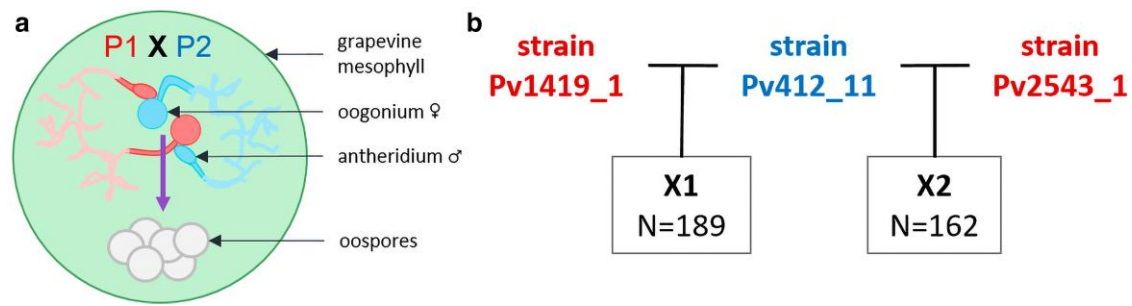 a
P1 X P2
grapevine
mesophyll
oogonium ♀
antheridium ♂
oospores
b
strain
Pv1419_1
strain
Pv412_11
strain
Pv2543_1
X1
N=189
X2
N=162